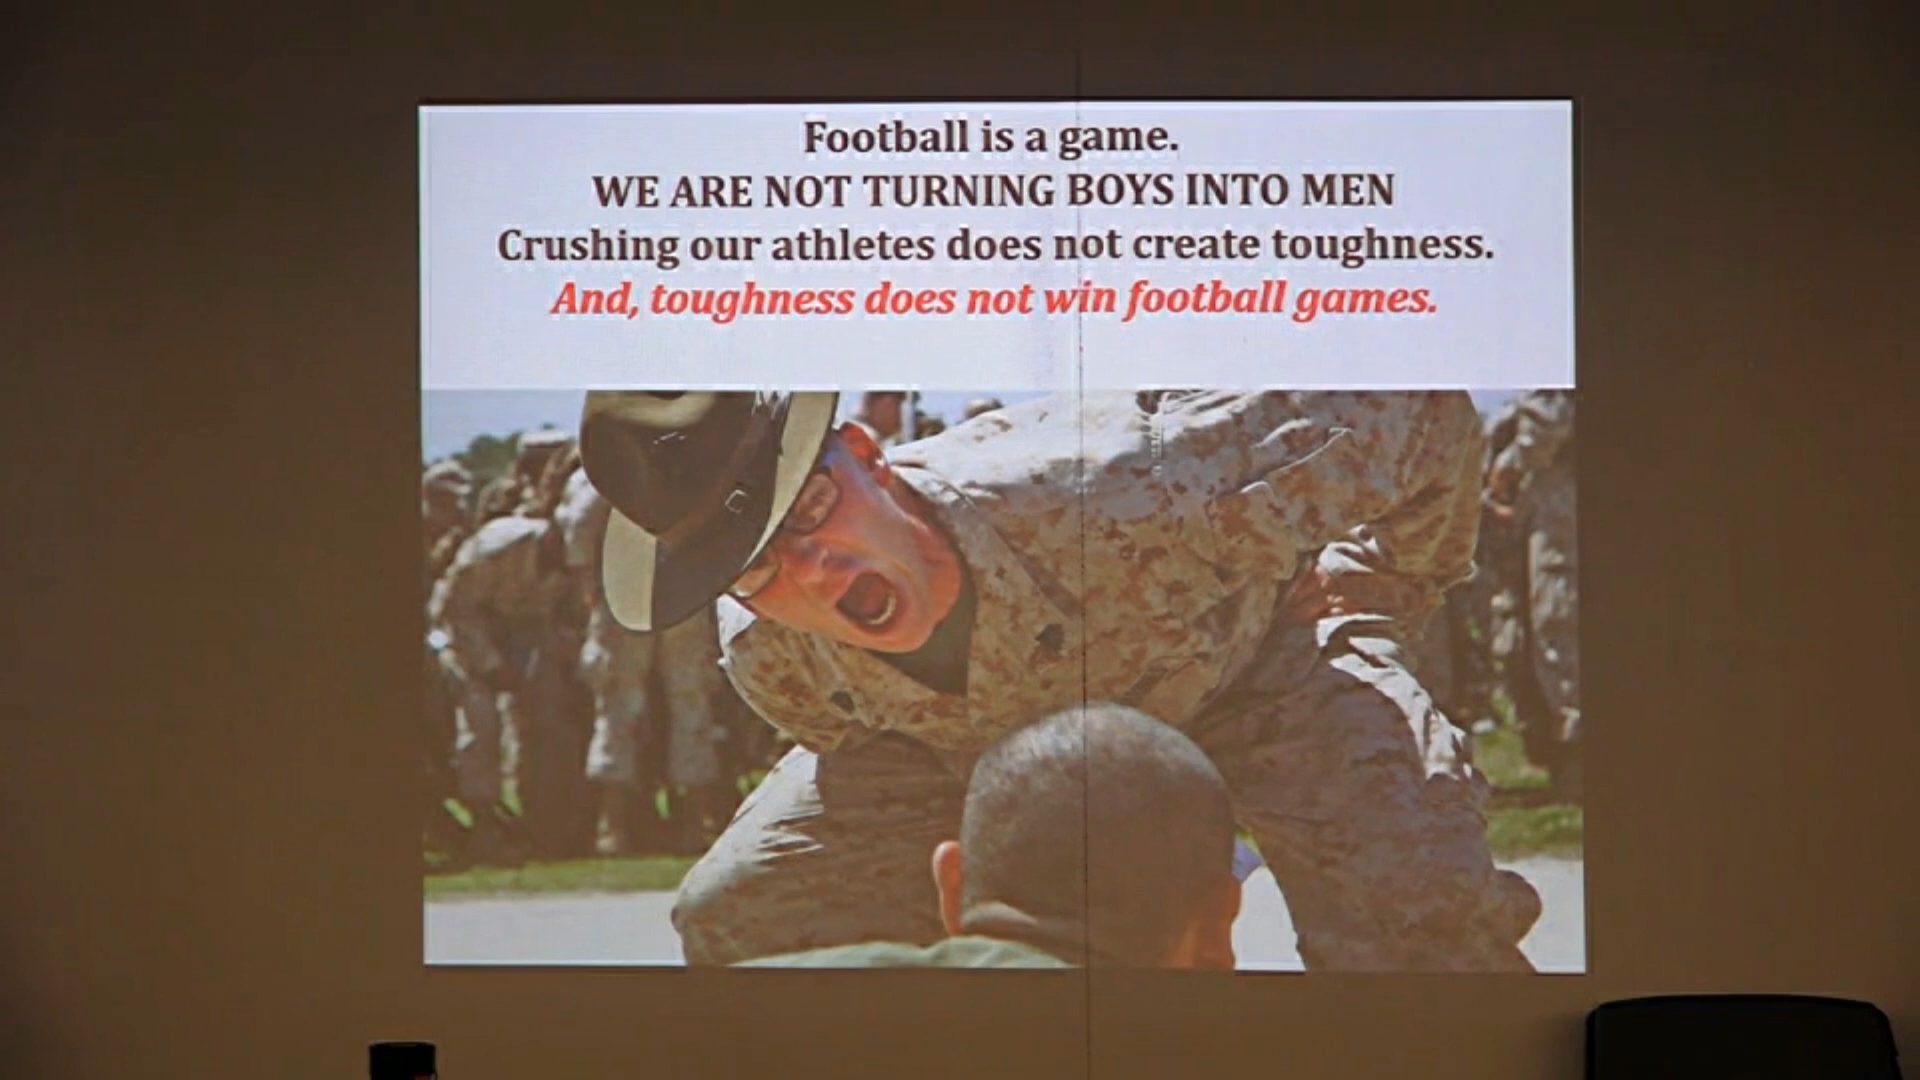 Football is a game.
WE ARE NOT TURNING BOYS INTO MEN
Crushing our athletes does not create toughness.
And, toughness does not win football games.